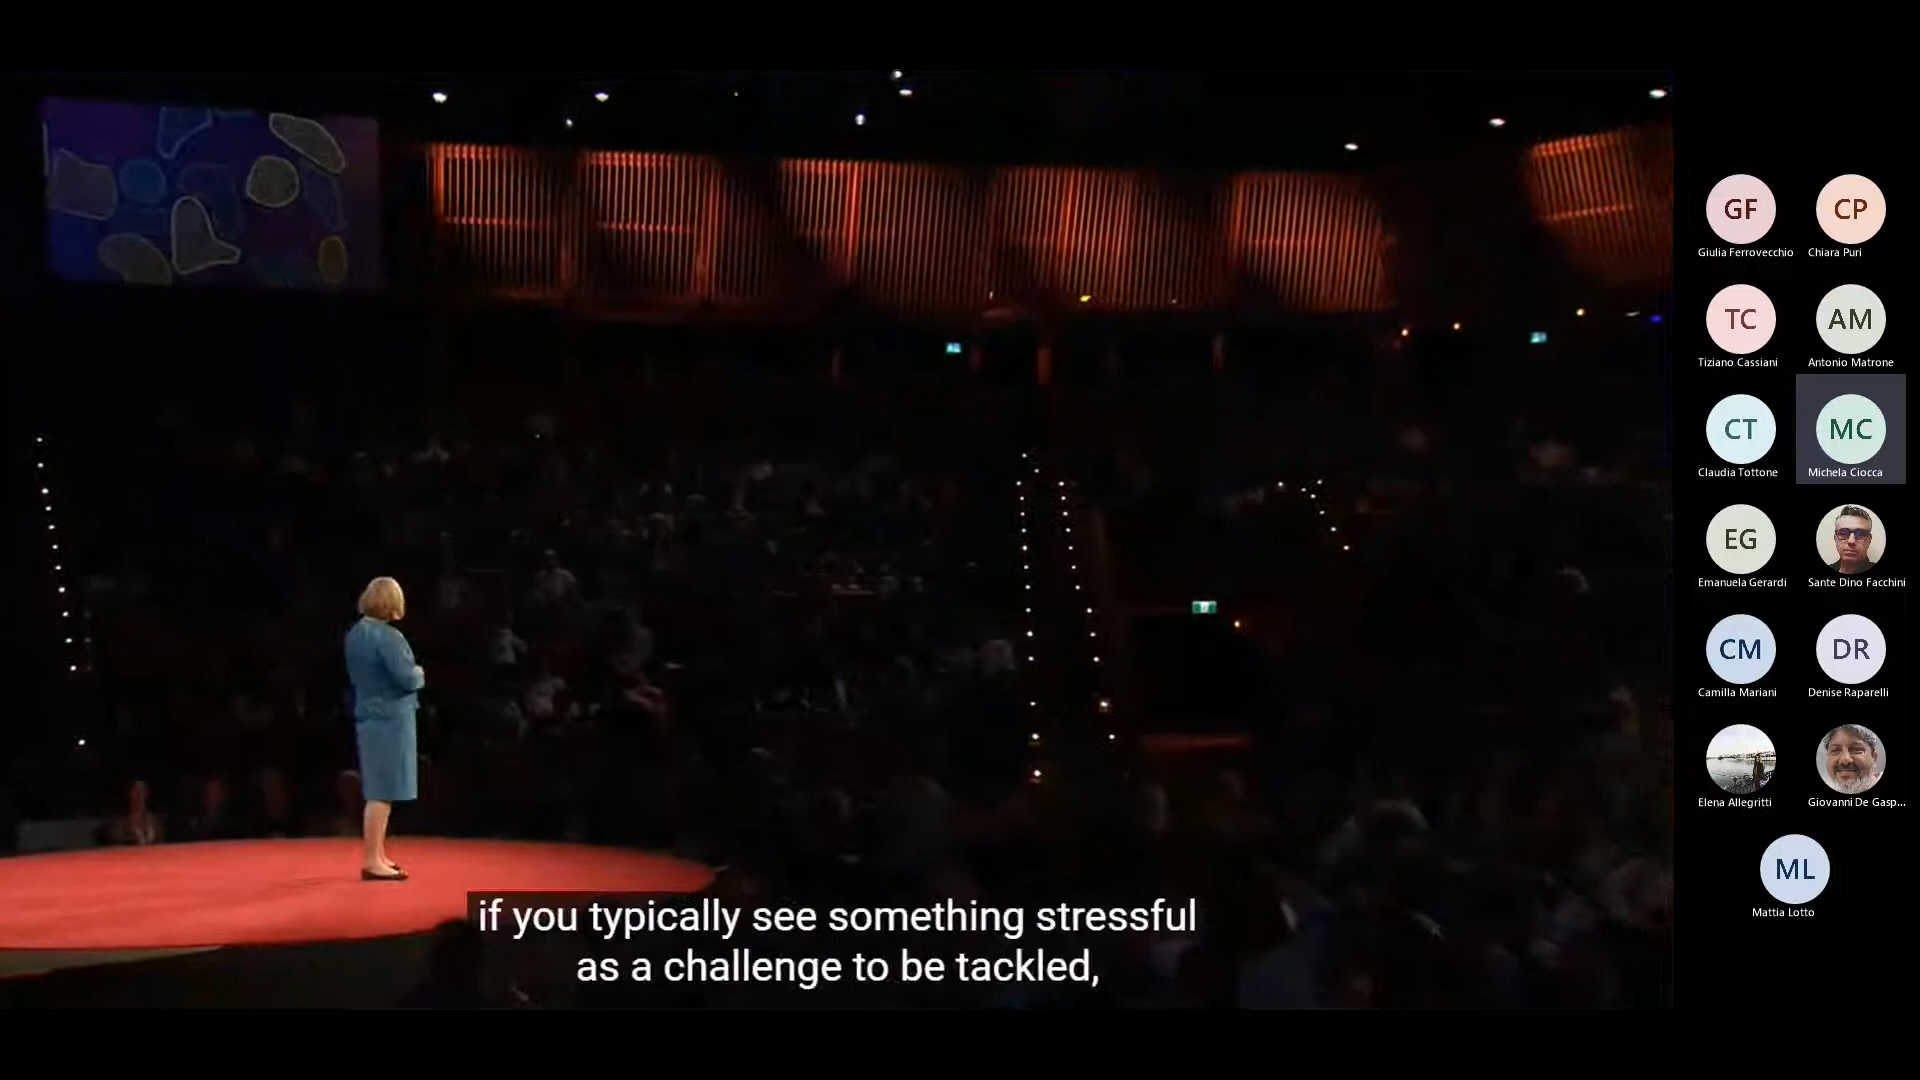 if you typically see something stressful
as a challenge to be tackled,
GF
CP
Giulia Ferrovecchio
Chiara Puri
TC
AM
Tiziano Cassiani
Antonio Matrone
CT
MC
Claudia Tottone
Michela Ciocca
EG
Emanuela Gerardi
Sante Dino Facchini
CM
DR
Camilla Mariani
Denise Raparelli
Elena Allegritti
Giovanni De Gasp...
ML
Mattia Lotto